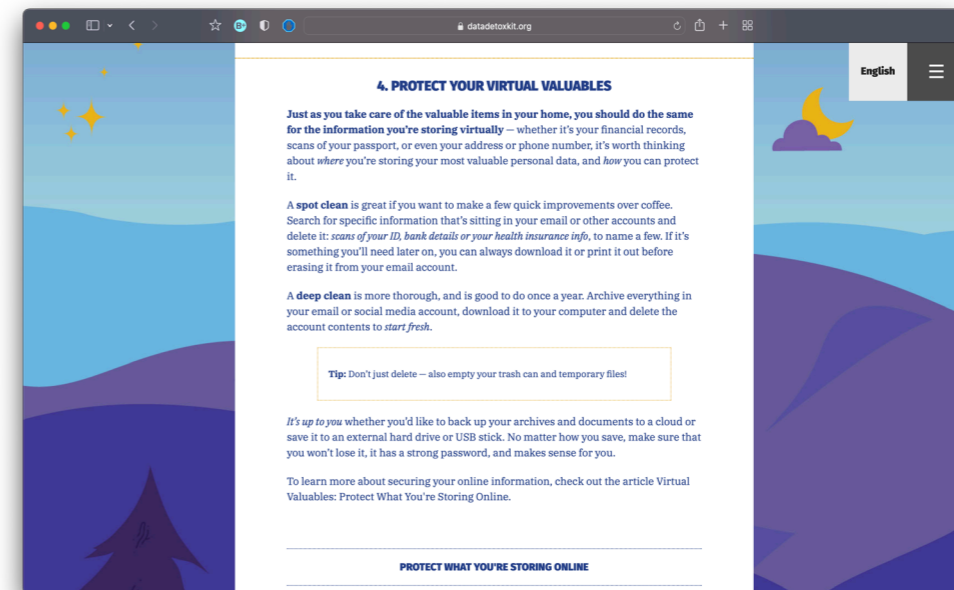 datadetoxkit.org
English
4. PROTECT YOUR VIRTUAL VALUABLES
Just as you take care of the valuable items in your home, you should do the same
for the information you're storing virtually — whether it's your financial records,
scans of your passport, or even your address or phone number, it's worth thinking
about where you're storing your most valuable personal data, and how you can protect
it.
A spot clean is great if you want to make a few quick improvements over coffee.
Search for specific information that's sitting in your email or other accounts and
delete it: scans of your ID, bank details or your health insurance info, to name a few. If it's
something you'll need later on, you can always download it or print it out before
erasing it from your email account.
A deep clean is more thorough, and is good to do once a year. Archive everything in
your email or social media account, download it to your computer and delete the
account contents to start fresh.
Tip: Don't just delete — also empty your trash can and temporary files!
It's up to you whether you'd like to back up your archives and documents to a cloud or
save it to an external hard drive or USB stick. No matter how you save, make sure that
you won't lose it, it has a strong password, and makes sense for you.
To learn more about securing your online information, check out the article Virtual
Valuables: Protect What You're Storing Online.
PROTECT WHAT YOU'RE STORING ONLINE